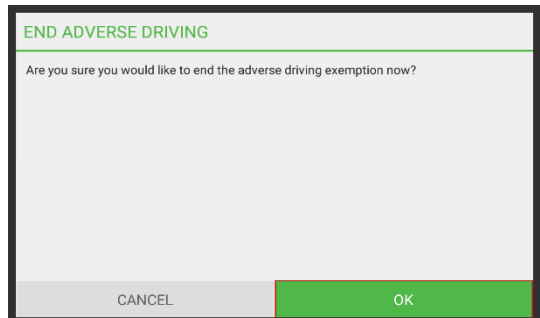 END ADVERSE DRIVING
Are you sure you would like to end the adverse driving exemption now?
CANCEL
OK